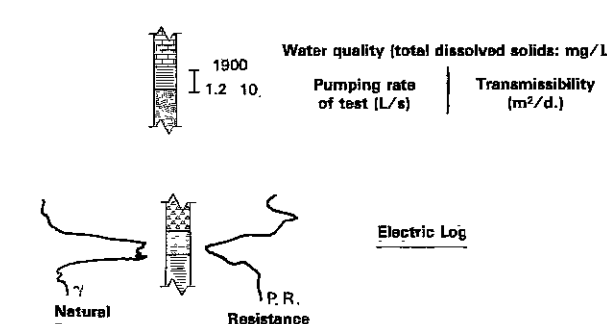 Water quality (total dissolved solids: mg/L
1900
1.2 10.
Pumping rate
of test (L/s)
Transmissibility
(m²/d.)
Electric Log
γ
Natural
P.R.
Resistance